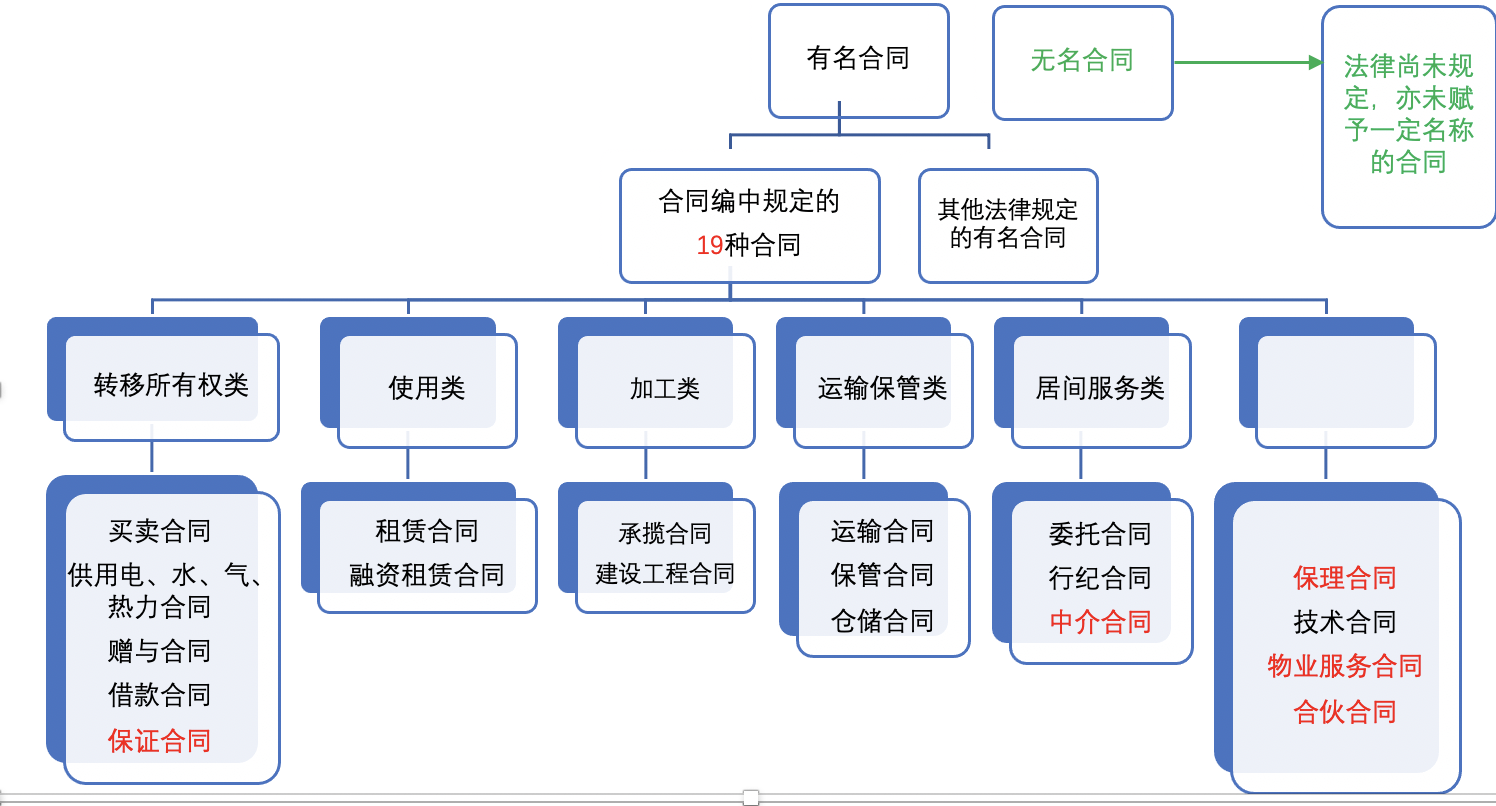 有名合同
无名合同
法律尚未规
定，亦未赋
予一定名称
的合同
合同编中规定的
19种合同
其他法律规定
的有名合同
转移所有权类
使用类
加工类
运输保管类
居间服务类
买卖合同
供用电、水、气、
热力合同
赠与合同
借款合同
保证合同
租赁合同
融资租赁合同
承揽合同
建设工程合同
运输合同
保管合同
仓储合同
委托合同
行纪合同
中介合同
保理合同
技术合同
物业服务合同
合伙合同